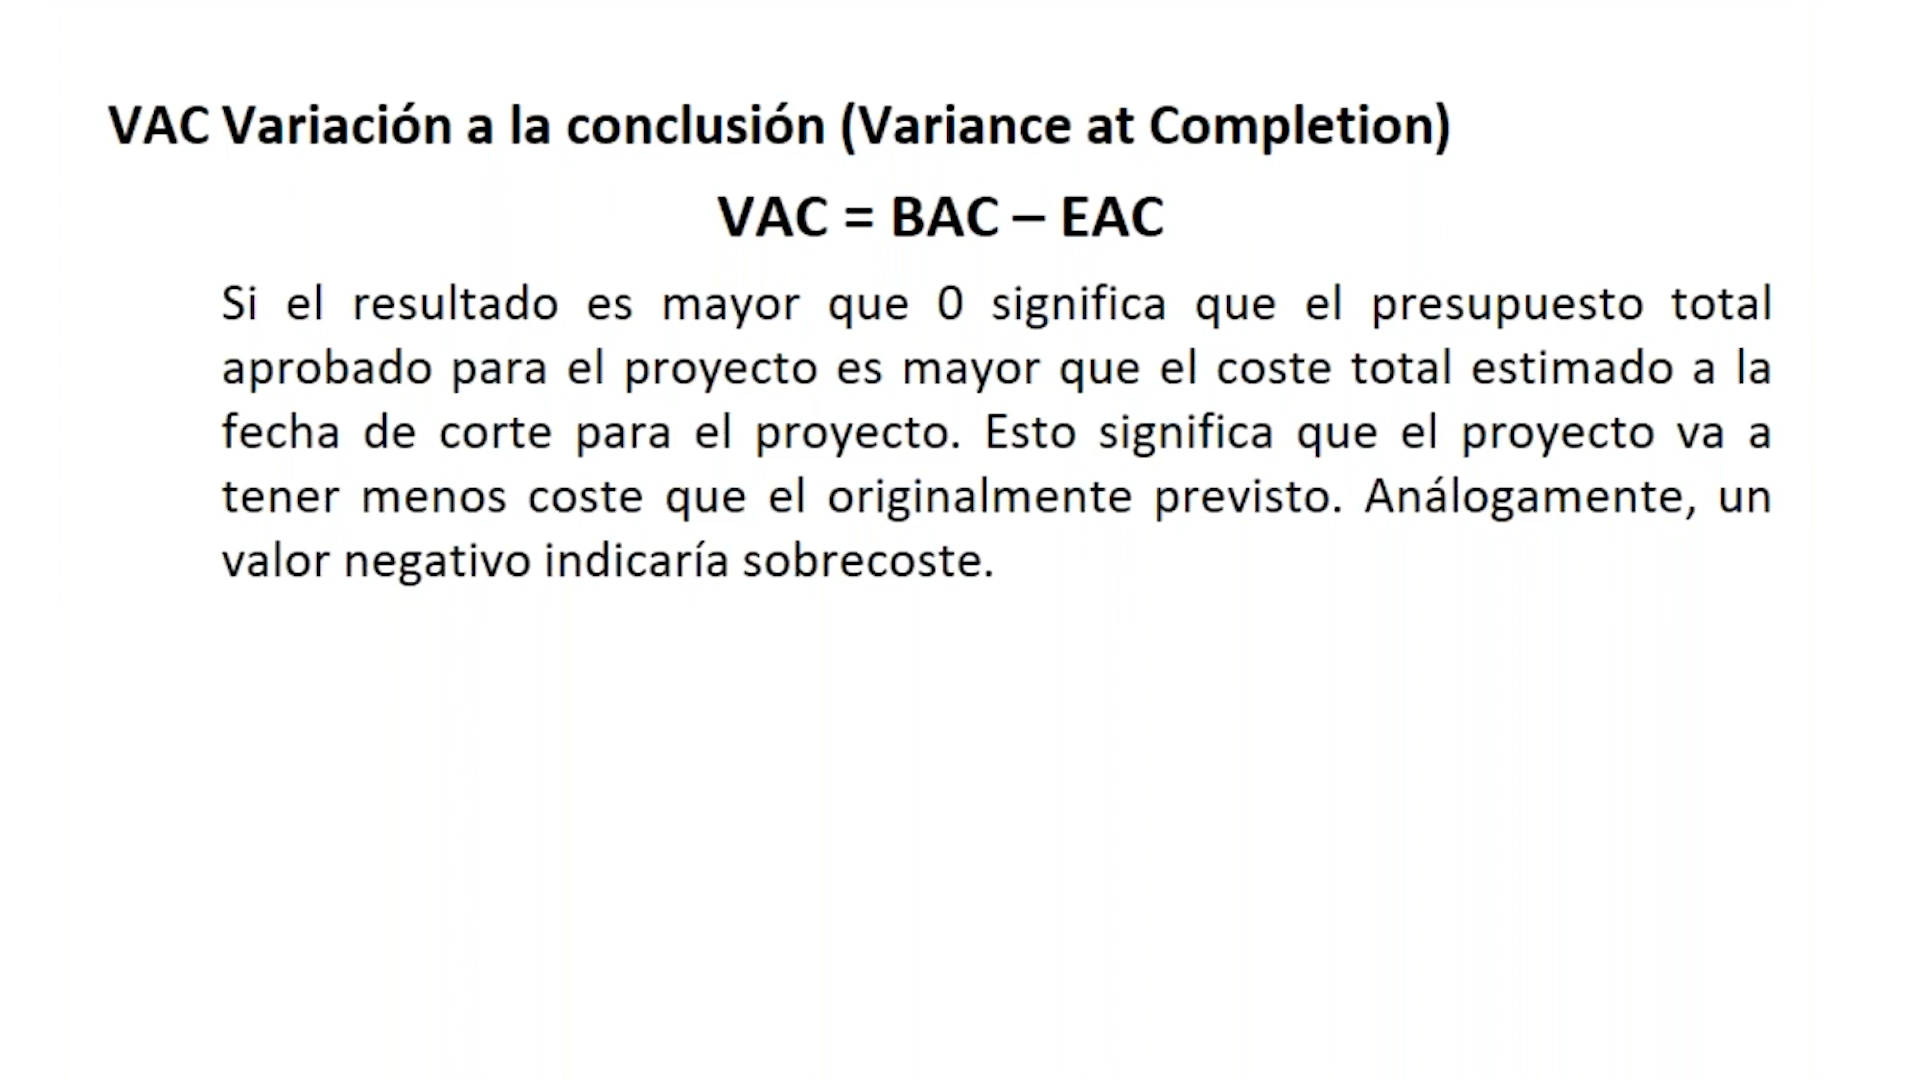 VAC Variación a la conclusión (Variance at Completion)
VAC = BAC – EAC
Si el resultado es mayor que 0 significa que el presupuesto total
aprobado para el proyecto es mayor que el coste total estimado a la
fecha de corte para el proyecto. Esto significa que el proyecto va a
tener menos coste que el originalmente previsto. Análogamente, un
valor negativo indicaría sobrecoste.